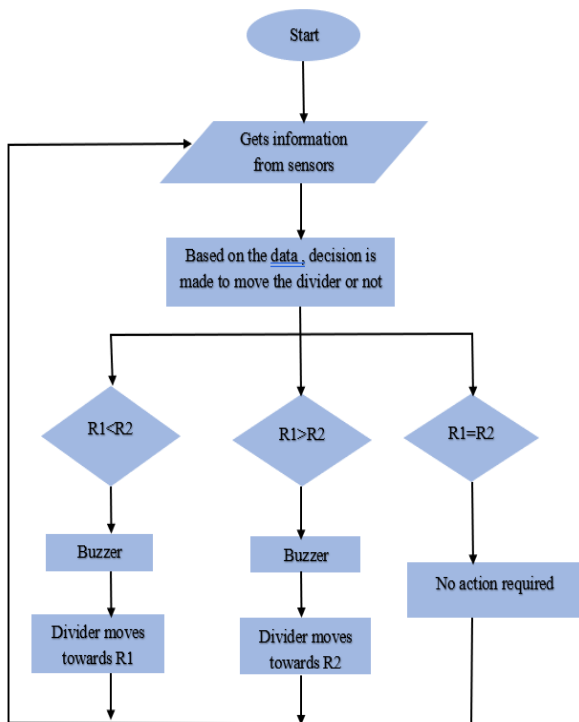 Start
Gets information
from sensors
Based on the data , decision is
made to move the divider or not
R1<R2
R1>R2
R1=R2
Buzzer
Buzzer
No action required
Divider moves
towards R1
Divider moves
towards R2